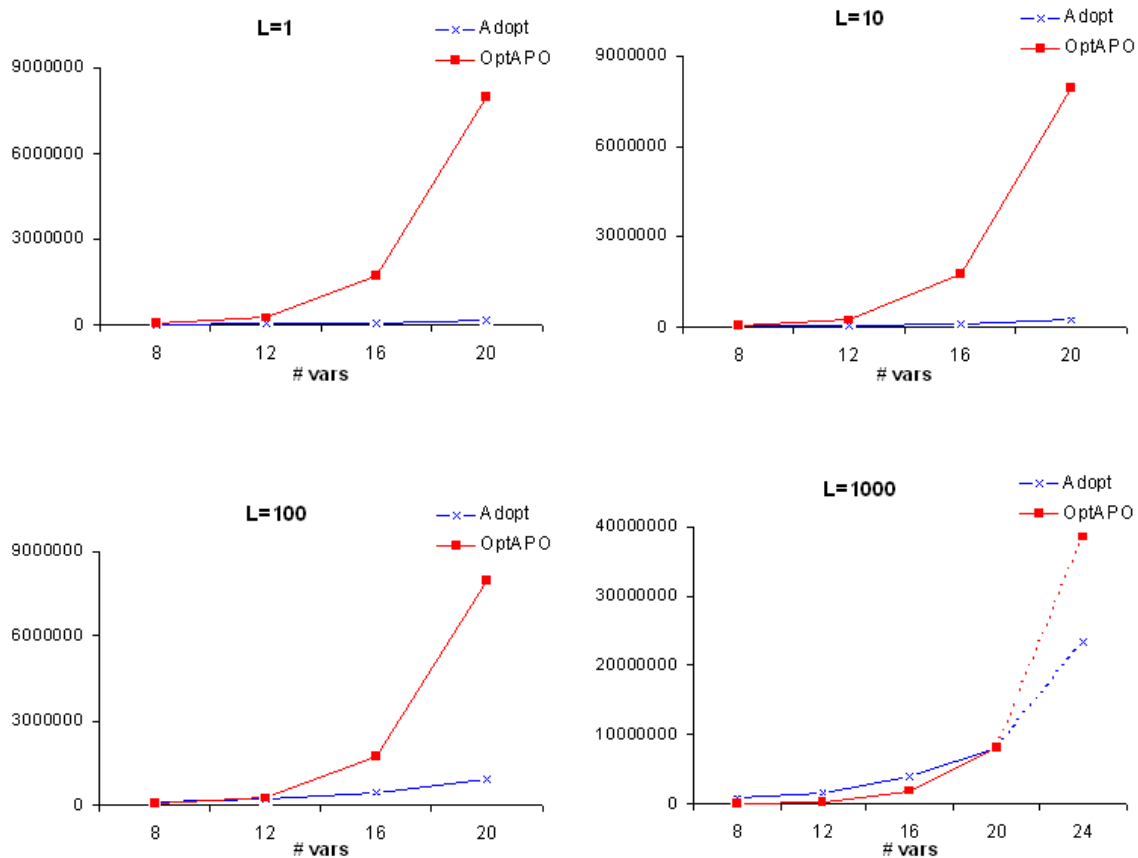 L=1
Adopt
OptAPO
9000000
6000000
3000000
0
8 12 16 20
# vars
L=10
Adopt
OptAPO
9000000
6000000
3000000
0
8 12 16 20
# vars
L=100
Adopt
OptAPO
9000000
6000000
3000000
0
8 12 16 20
# vars
L=1000
Adopt
OptAPO
40000000
30000000
20000000
10000000
0
8 12 16 20 24
# vars